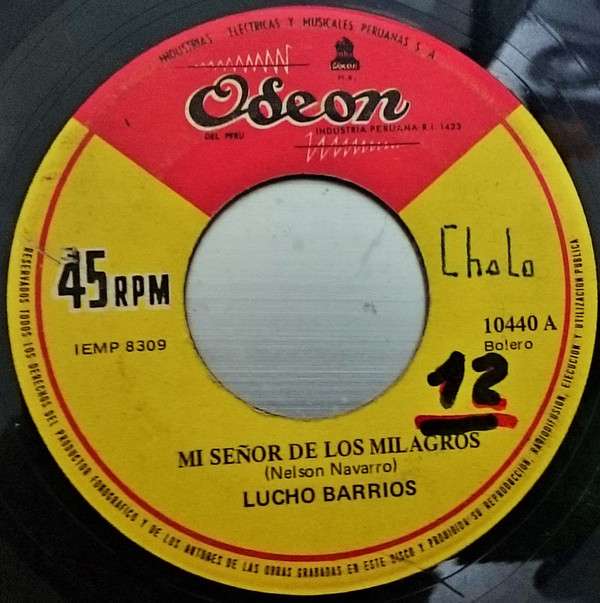 INDUSTRIAS ELECTRICAS Y MUSICALES PERUANAS S A
ODEON
M.R.
Odeon
DEL PERU
INDUSTRIA PERUANA R.I. 1423
45 RPM
Cholo
IEMP 8309
10440 A
Bolero
12
MI SEÑOR DE LOS MILAGROS
(Nelson Navarro)
LUCHO BARRIOS
RESERVADOS TODOS LOS DERECHOS DEL PRODUCTOR FONOGRAFICO Y DE LOS AUTORES DE LAS OBRAS GRABADAS EN ESTE DISCO Y PROHIBIDA SU REPRODUCCION, RADIODIFUSION, EJECUCION Y UTILIZACION PUBLICA